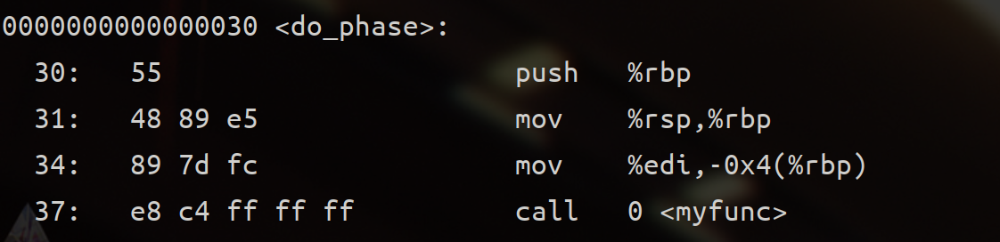 0000000000000030 <do_phase>:
30: 55 push %rbp
31: 48 89 e5 mov %rsp,%rbp
34: 89 7d fc mov %edi,-0x4(%rbp)
37: e8 c4 ff ff ff call 0 <myfunc>